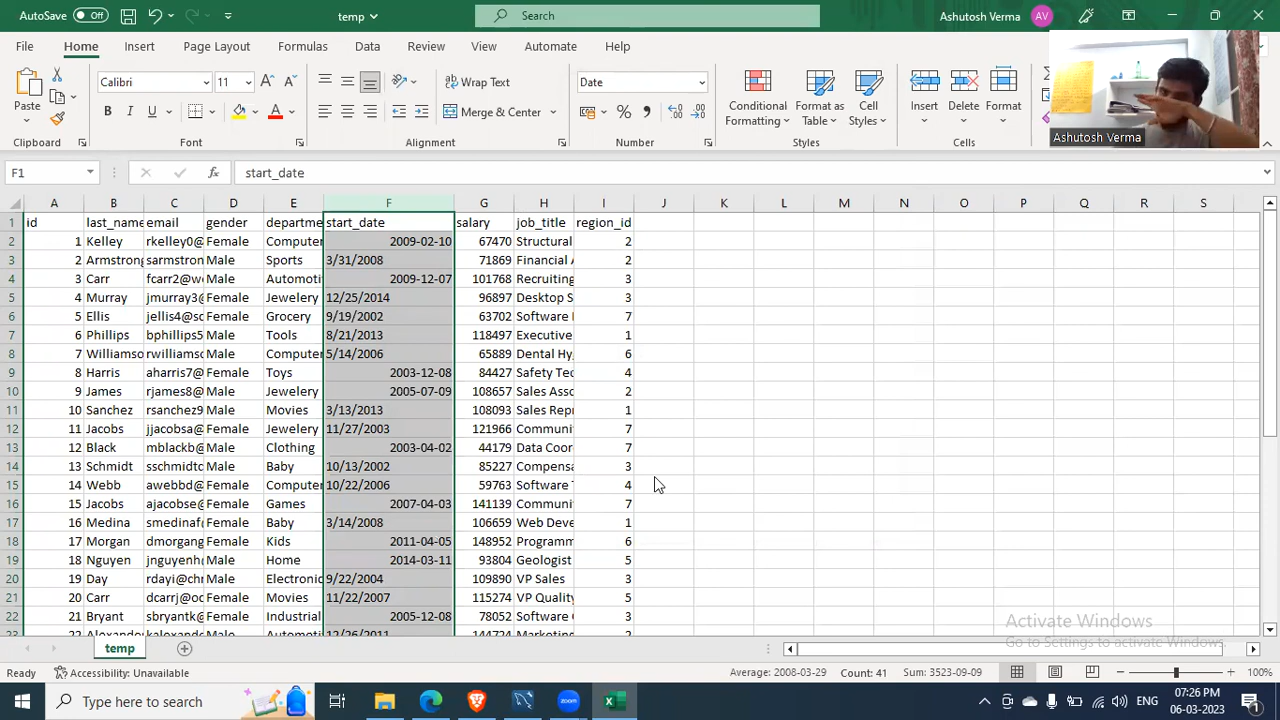 AutoSave Off temp Search Ashutosh Verma AV
File Home Insert Page Layout Formulas Data Review View Automate Help
Paste Calibri 11 Wrap Text Date Conditional Formatting Format as Table Cell Styles Insert Delete Format
B I U A Merge & Center % Ashutosh Verma
Clipboard Font Alignment Number Styles Cells
F1 fx start_date
A B C D E F G H I J K L M N O P Q R S
1 id last_name email gender departme start_date salary job_title region_id
2 1 Kelley rkelley0@ Female Computer 2009-02-10 67470 Structural 2
3 2 Armstrong sarmstron Male Sports 3/31/2008 71869 Financial A 2
4 3 Carr fcarr2@w Male Automoti 2009-12-07 101768 Recruiting 3
5 4 Murray jmurray3@ Female Jewelery 12/25/2014 96897 Desktop S 3
6 5 Ellis jellis4@sc Female Grocery 9/19/2002 63702 Software 7
7 6 Phillips bphillips5 Male Tools 8/21/2013 118497 Executive 1
8 7 Williamso rwilliams Male Computer 5/14/2006 65889 Dental Hy 6
9 8 Harris aharris7@ Female Toys 2003-12-08 84427 Safety Tec 4
10 9 James rjames8@ Male Jewelery 2005-07-09 108657 Sales Asso 2
11 10 Sanchez rsanchez9 Male Movies 3/13/2013 108093 Sales Repr 1
12 11 Jacobs jjacobsa@ Female Jewelery 11/27/2003 121966 Communi 7
13 12 Black mblackb@ Male Clothing 2003-04-02 44179 Data Coor 7
14 13 Schmidt sschmidtc Male Baby 10/13/2002 85227 Compensa 3
15 14 Webb awebbd@ Female Computer 10/22/2006 59763 Software T 4
16 15 Jacobs ajacobse@ Female Games 2007-04-03 141139 Communi 7
17 16 Medina smedinaf@ Female Baby 3/14/2008 106659 Web Deve 1
18 17 Morgan dmorgang Female Kids 2011-04-05 148952 Programm 6
19 18 Nguyen jnguyenh Male Home 2014-03-11 93804 Geologist 5
20 19 Day rdayi@chr Male Electronic 9/22/2004 109890 VP Sales 3
21 20 Carr dcarrj@oc Female Movies 11/22/2007 115274 VP Quality 5
22 21 Bryant sbryantk@ Female Industrial 2005-12-08 78052 Software 3
Activate Windows
Go to Settings to activate Windows.
temp
Ready Accessibility: Unavailable Average: 2008-03-29 Count: 41 Sum: 3523-09-09 100%
Type here to search zoom ENG 07:26 PM 06-03-2023 1